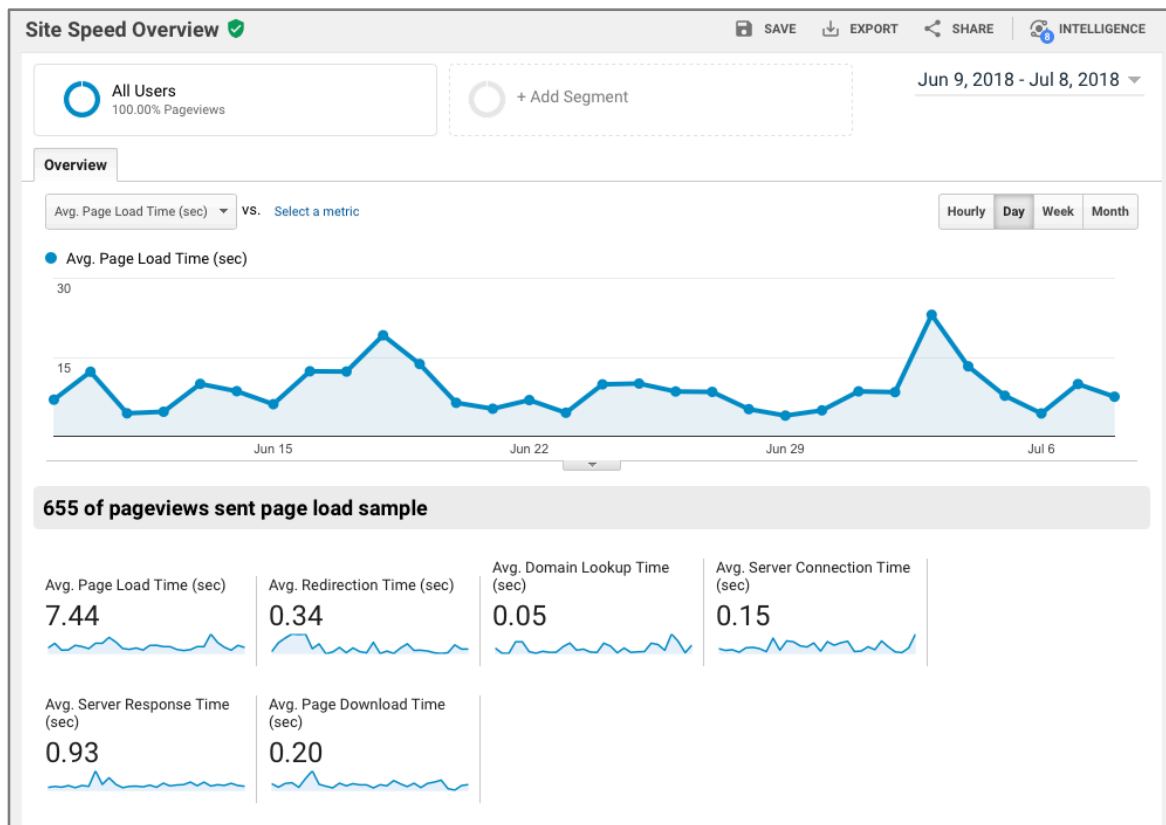 Site Speed Overview
SAVE
EXPORT
SHARE
8
INTELLIGENCE
All Users
100.00% Pageviews
+ Add Segment
Jun 9, 2018 - Jul 8, 2018
Overview
Avg. Page Load Time (sec)
VS.
Select a metric
Hourly
Day
Week
Month
Avg. Page Load Time (sec)
30
15
Jun 15
Jun 22
Jun 29
Jul 6
655 of pageviews sent page load sample
Avg. Page Load Time (sec)
7.44
Avg. Redirection Time (sec)
0.34
Avg. Domain Lookup Time
(sec)
0.05
Avg. Server Connection Time
(sec)
0.15
Avg. Server Response Time
(sec)
0.93
Avg. Page Download Time
(sec)
0.20